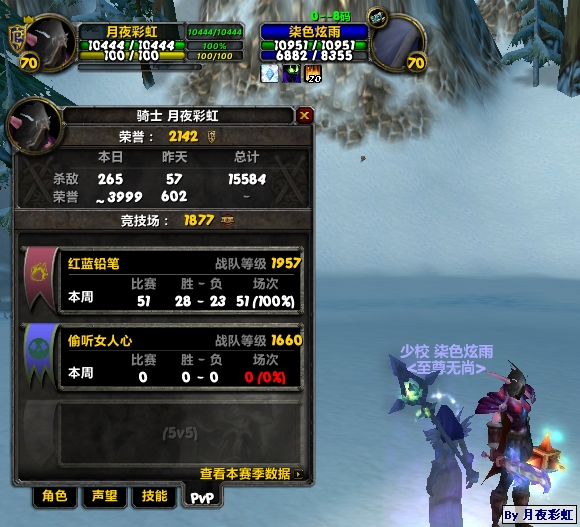 0--8码
月夜彩虹
10444 / 10444
10444/10444
100%
100 / 100
100/100
70
柒色炫雨
10951 / 10951
6882 / 8355
70
20
骑士 月夜彩虹
荣誉： 2142
本日 昨天 总计
杀敌 265 57 15584
荣誉 ~3999 602 -
竞技场： 1877
红蓝铅笔 战队等级 1957
比赛 胜 - 负 场次
本周 51 28 - 23 51 (100%)
偷听女人心 战队等级 1660
比赛 胜 - 负 场次
本周 0 0 - 0 0 (0%)
(5v5)
查看本赛季数据
角色 声望 技能 PvP
少校 柒色炫雨
<至尊无尚>
By 月夜彩虹